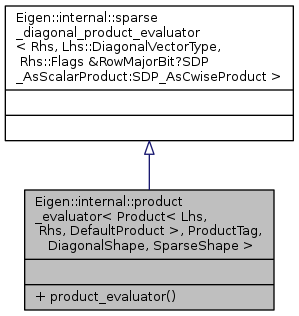 Eigen::internal::sparse
_diagonal_product_evaluator
< Rhs, Lhs::DiagonalVectorType,
Rhs::Flags &RowMajorBit?SDP
_AsScalarProduct:SDP_AsCwiseProduct >
Eigen::internal::product
_evaluator< Product< Lhs,
Rhs, DefaultProduct >, ProductTag,
DiagonalShape, SparseShape >
+ product_evaluator()